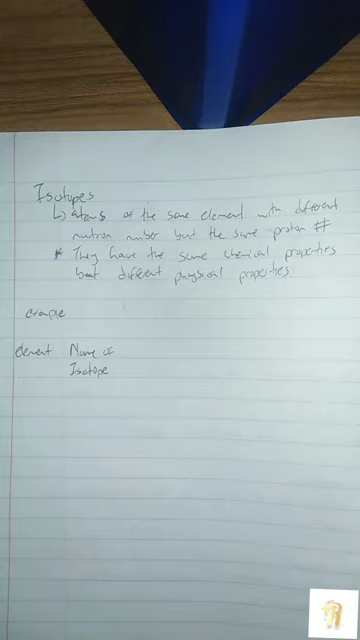 Isotopes
↳ atoms of the same element with different
neutron number but the same proton #
* They have the same chemical properties
but different physical properties
example
element Name of
Isotope